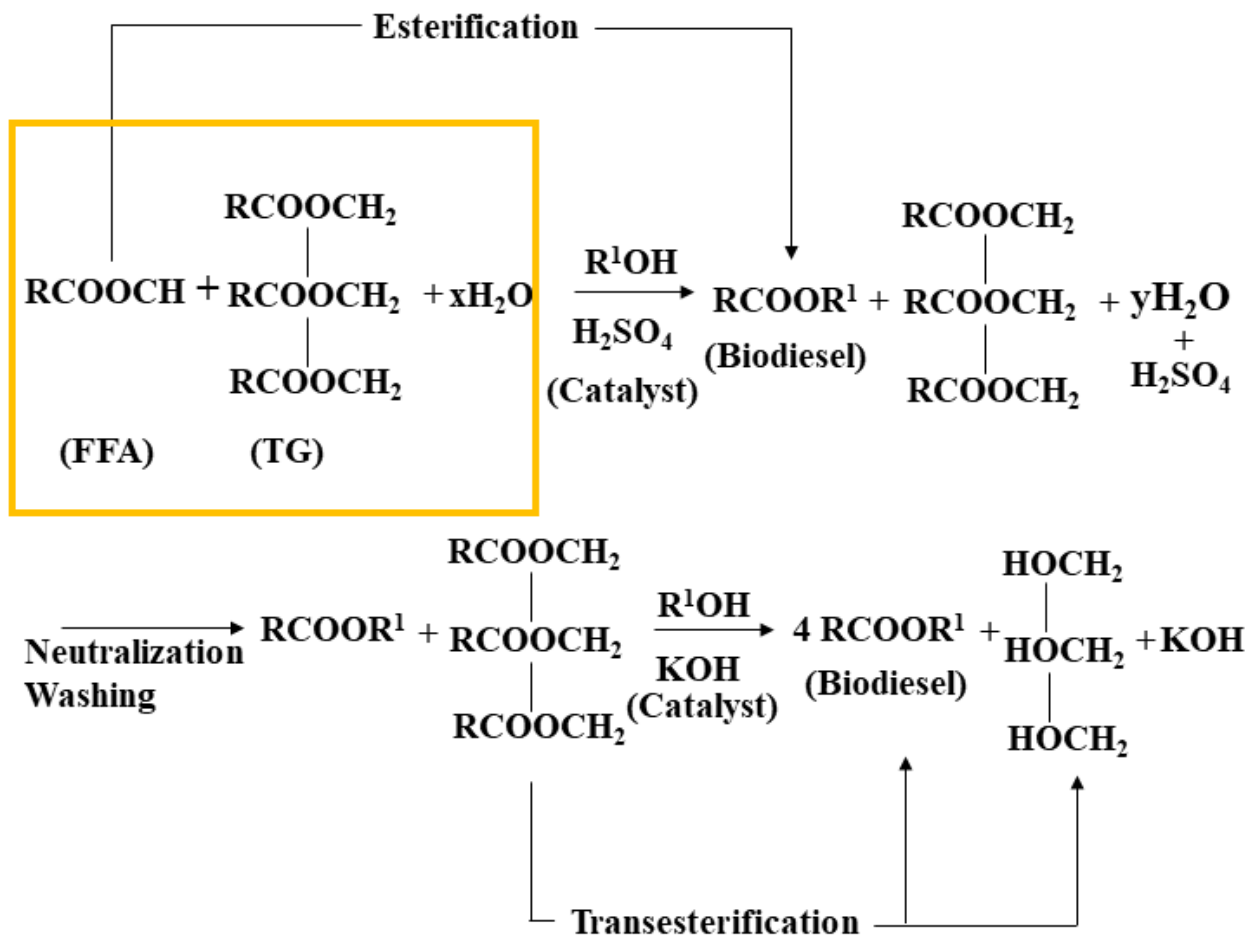 Esterification
RCOOCH₂
RCOOCH + RCOOCH₂ + xH₂O
RCOOCH₂
(FFA) (TG)
R¹OH
H₂SO₄
(Catalyst)
RCOOCH₂
RCOOR¹ + RCOOCH₂ + yH₂O
(Biodiesel)
+
H₂SO₄
RCOOCH₂
Neutralization
Washing
RCOOCH₂
RCOOR¹ + RCOOCH₂
RCOOCH₂
R¹OH
KOH
(Catalyst)
HOCH₂
4 RCOOR¹ + HOCH₂ + KOH
(Biodiesel)
HOCH₂
Transesterification